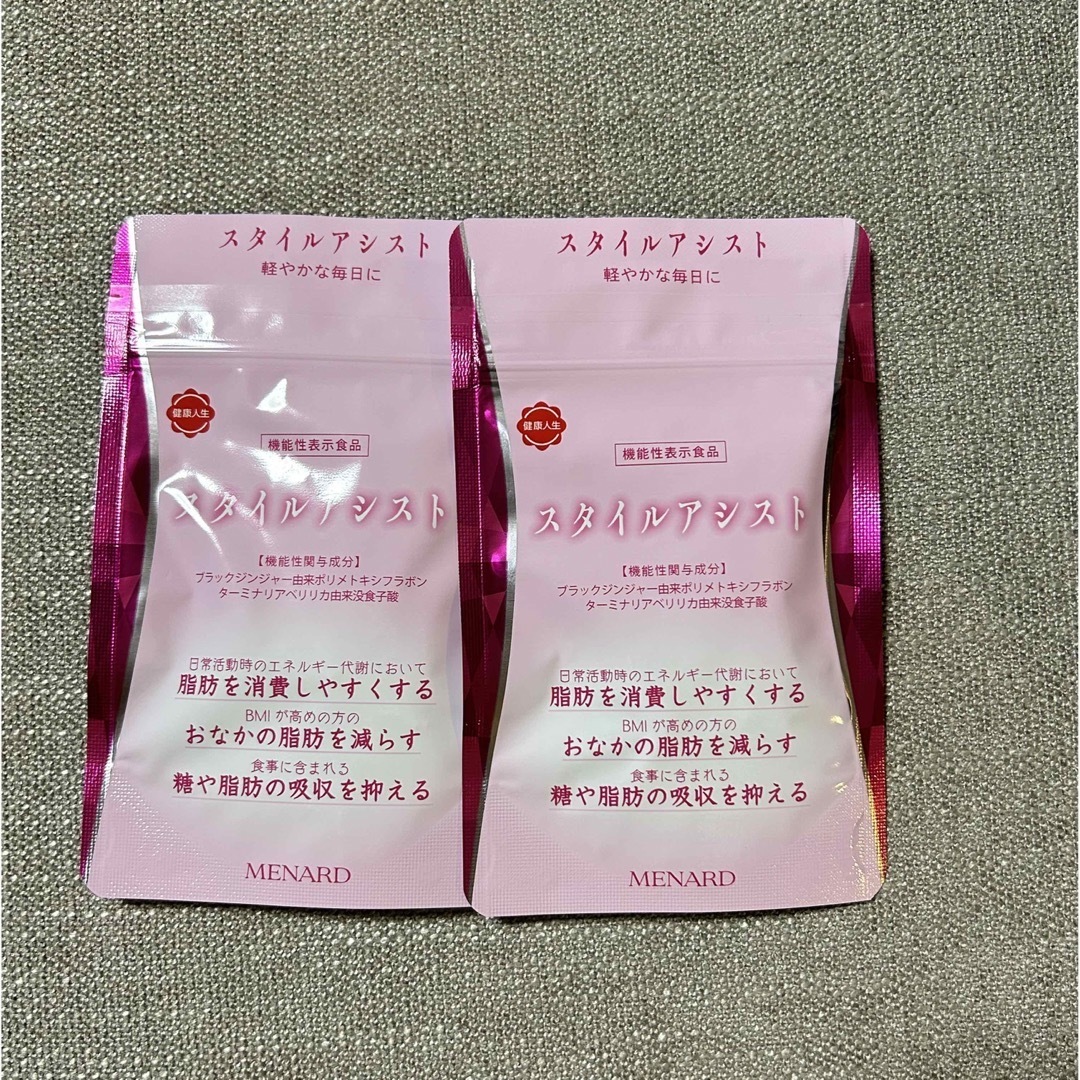 スタイルアシスト
軽やかな毎日に
健康人生
機能性表示食品
スタイルアシスト
【機能性関与成分】
ブラックジンジャー由来ポリメトキシフラボン
ターミナリアベリリカ由来没食子酸
日常活動時のエネルギー代謝において
脂肪を消費しやすくする
BMIが高めの方の
おなかの脂肪を減らす
食事に含まれる
糖や脂肪の吸収を抑える
MENARD
スタイルアシスト
軽やかな毎日に
健康人生
機能性表示食品
スタイルアシスト
【機能性関与成分】
ブラックジンジャー由来ポリメトキシフラボン
ターミナリアベリリカ由来没食子酸
日常活動時のエネルギー代謝において
脂肪を消費しやすくする
BMIが高めの方の
おなかの脂肪を減らす
食事に含まれる
糖や脂肪の吸収を抑える
MENARD